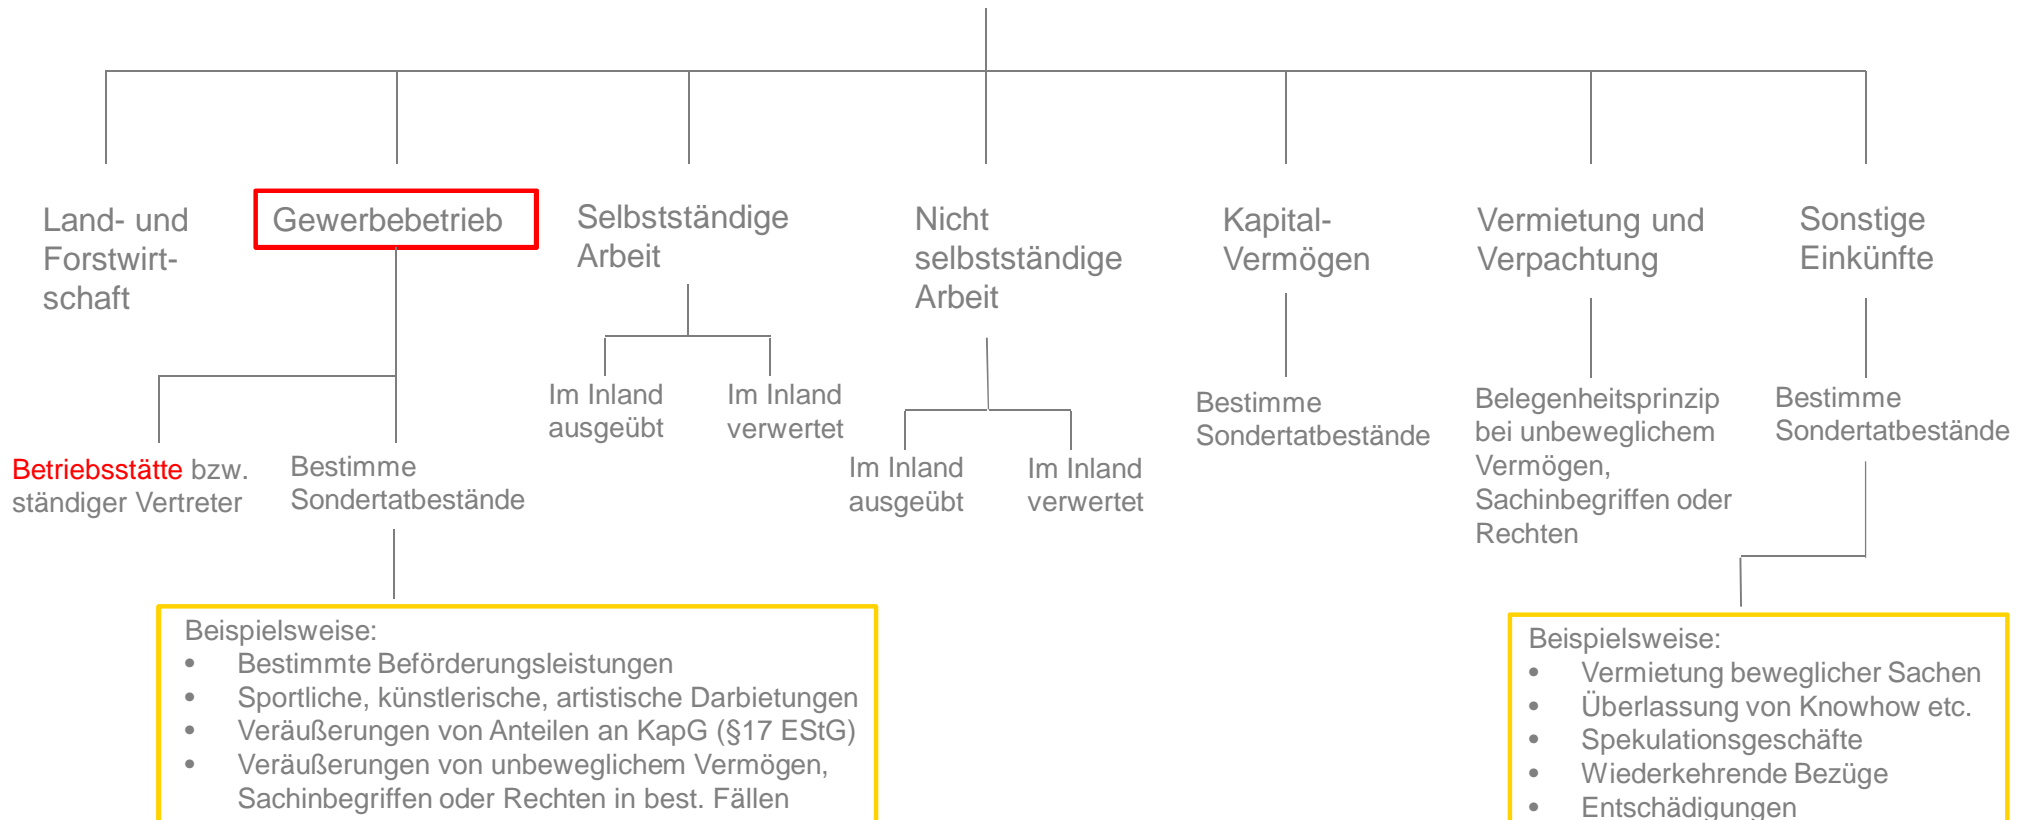 Land- und
Forstwirt-
schaft
Gewerbebetrieb
Selbstständige
Arbeit
Nicht
selbstständige
Arbeit
Kapital-
Vermögen
Vermietung und
Verpachtung
Sonstige
Einkünfte
Betriebsstätte bzw.
ständiger Vertreter
Bestimme
Sondertatbestände
Im Inland
ausgeübt
Im Inland
verwertet
Im Inland
ausgeübt
Im Inland
verwertet
Bestimme
Sondertatbestände
Belegenheitsprinzip
bei unbeweglichem
Vermögen,
Sachinbegriffen oder
Rechten
Bestimme
Sondertatbestände
Beispielsweise:
• Bestimmte Beförderungsleistungen
• Sportliche, künstlerische, artistische Darbietungen
• Veräußerungen von Anteilen an KapG (§17 EStG)
• Veräußerungen von unbeweglichem Vermögen,
Sachinbegriffen oder Rechten in best. Fällen
Beispielsweise:
• Vermietung beweglicher Sachen
• Überlassung von Knowhow etc.
• Spekulationsgeschäfte
• Wiederkehrende Bezüge
• Entschädigungen